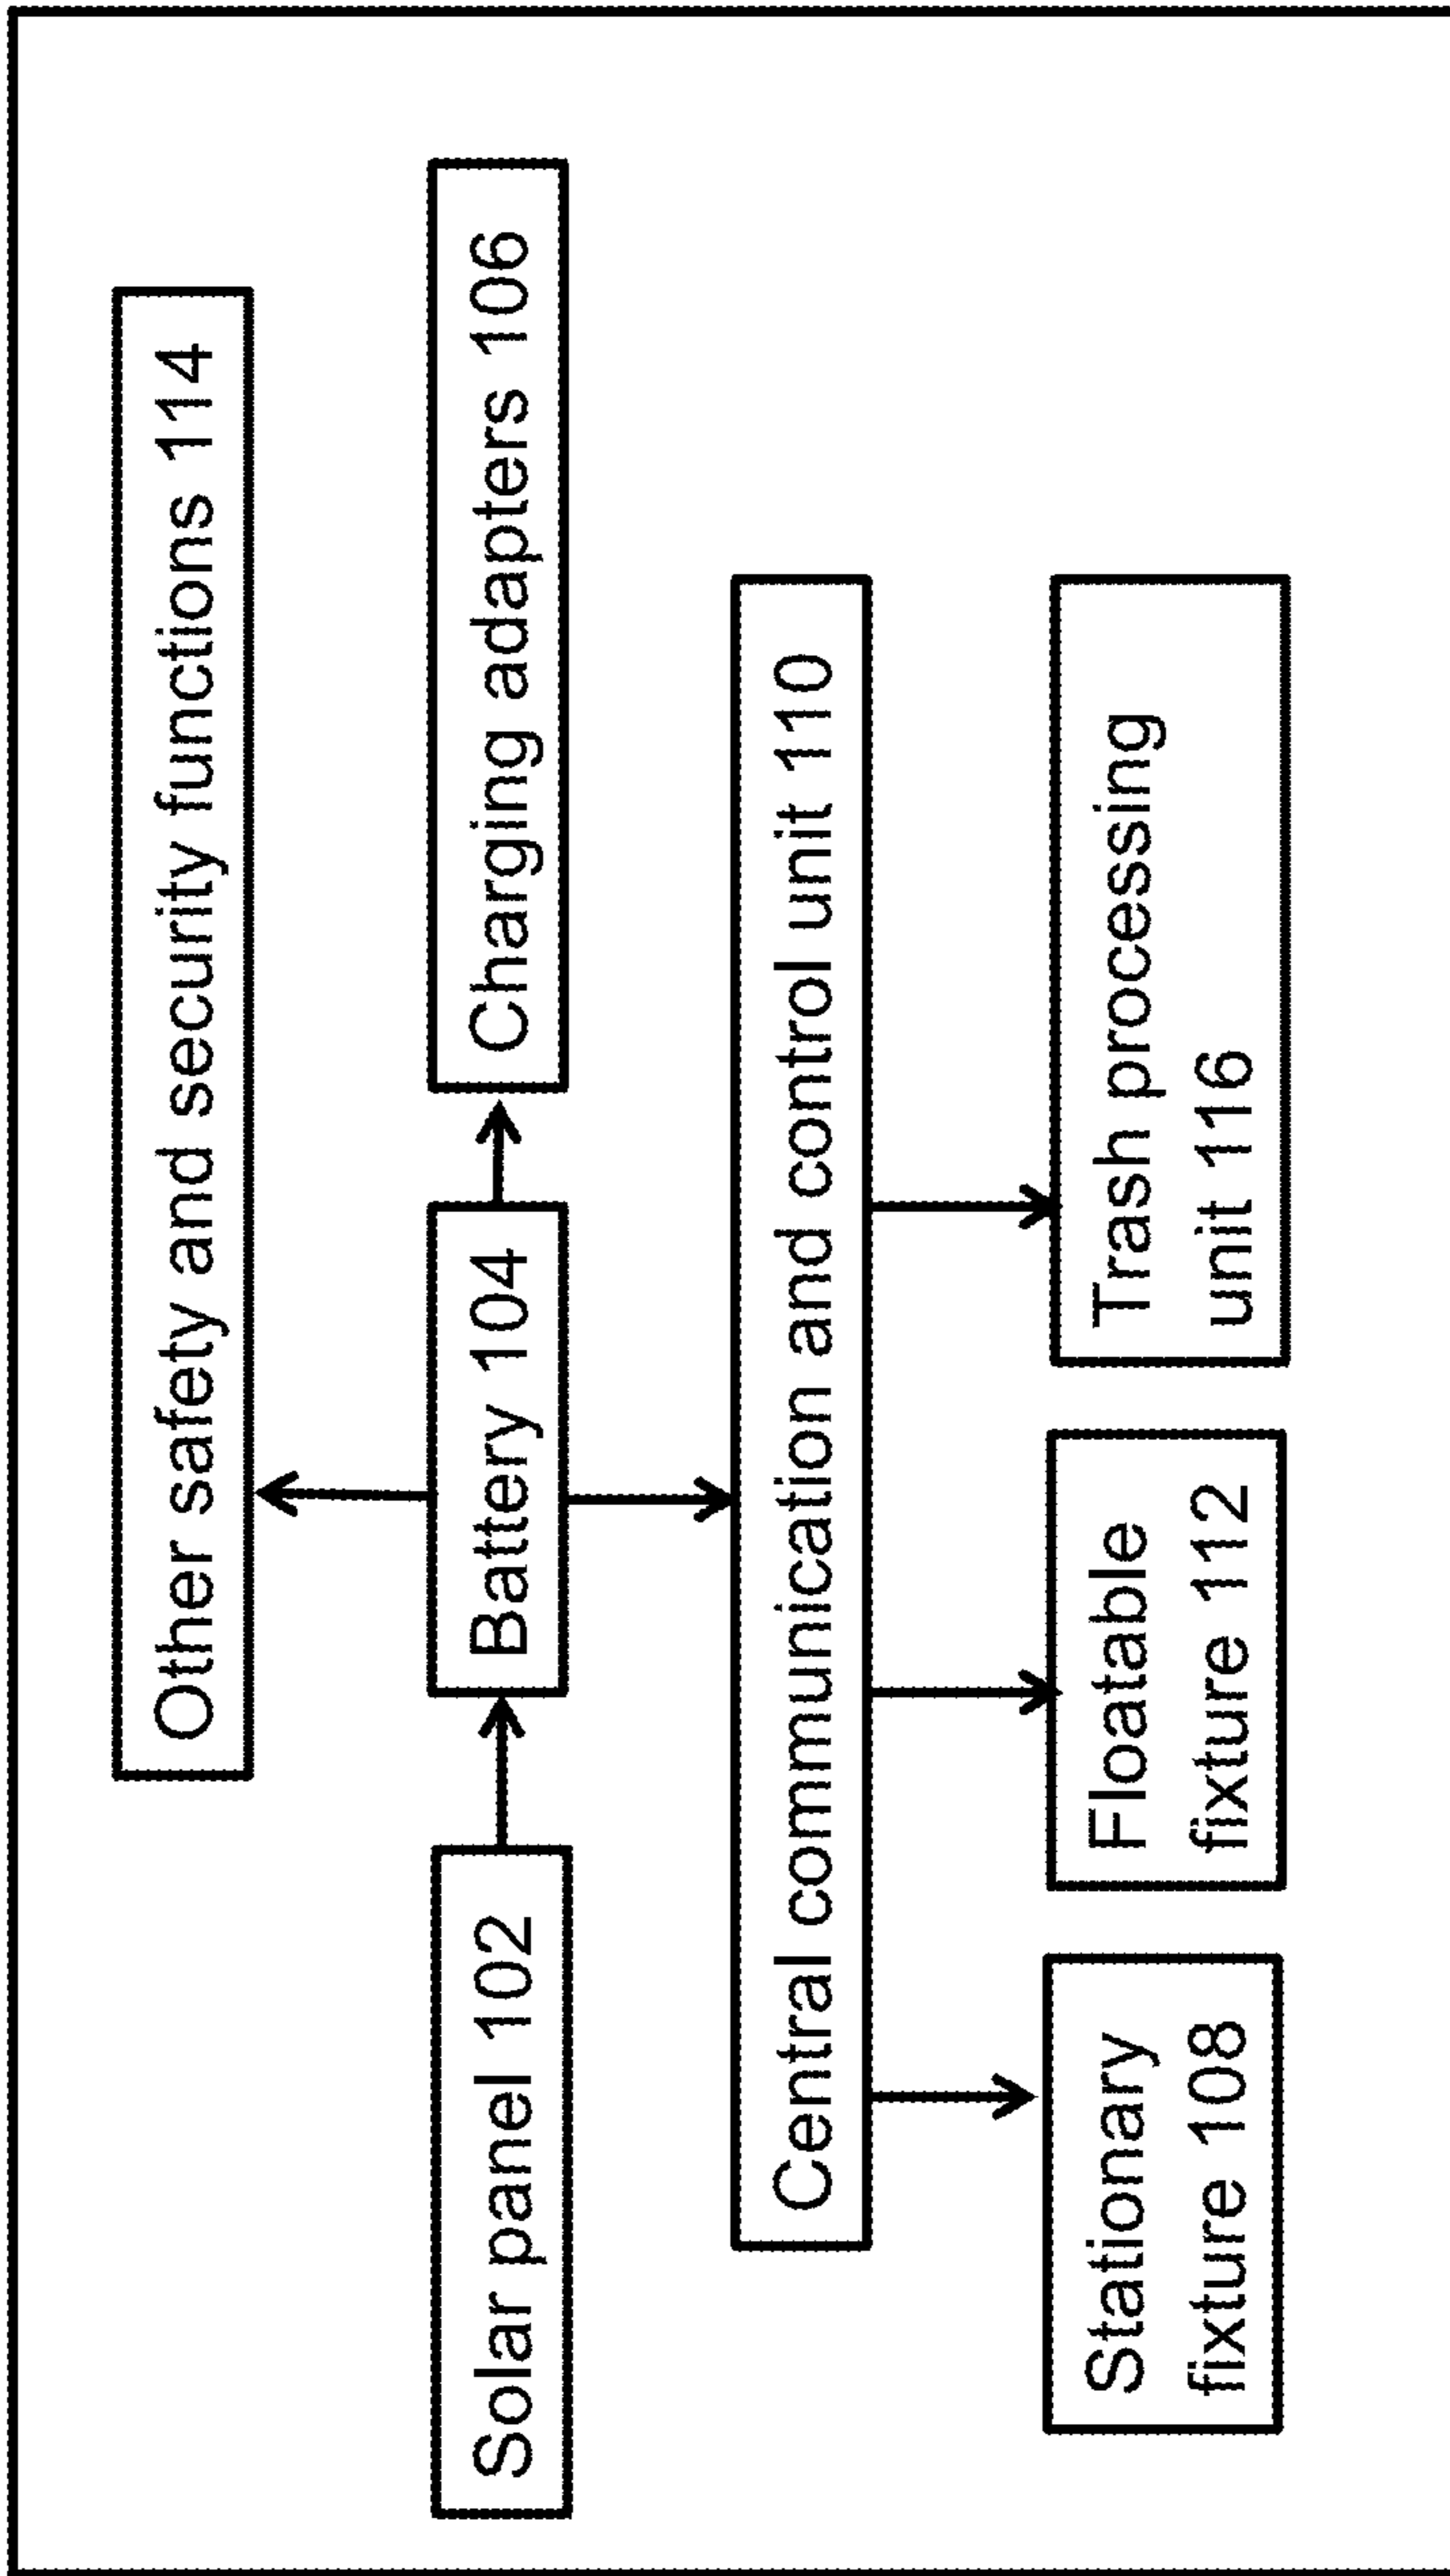 Other safety and security functions 114
Solar panel 102
Battery 104
Charging adapters 106
Central communication and control unit 110
Stationary
fixture 108
Floatable
fixture 112
Trash processing
unit 116